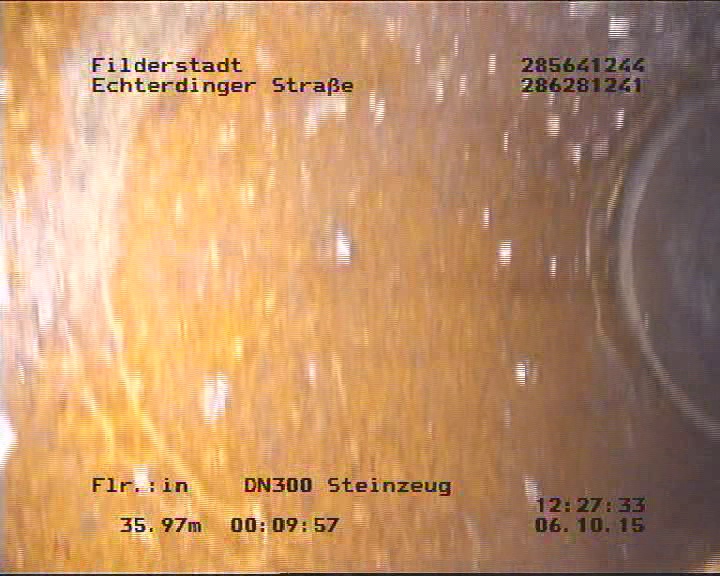 Filderstadt 285641244
Echterdinger Straße 286281241
Flr.:in DN300 Steinzeug
12:27:33
35.97m 00:09:57 06.10.15